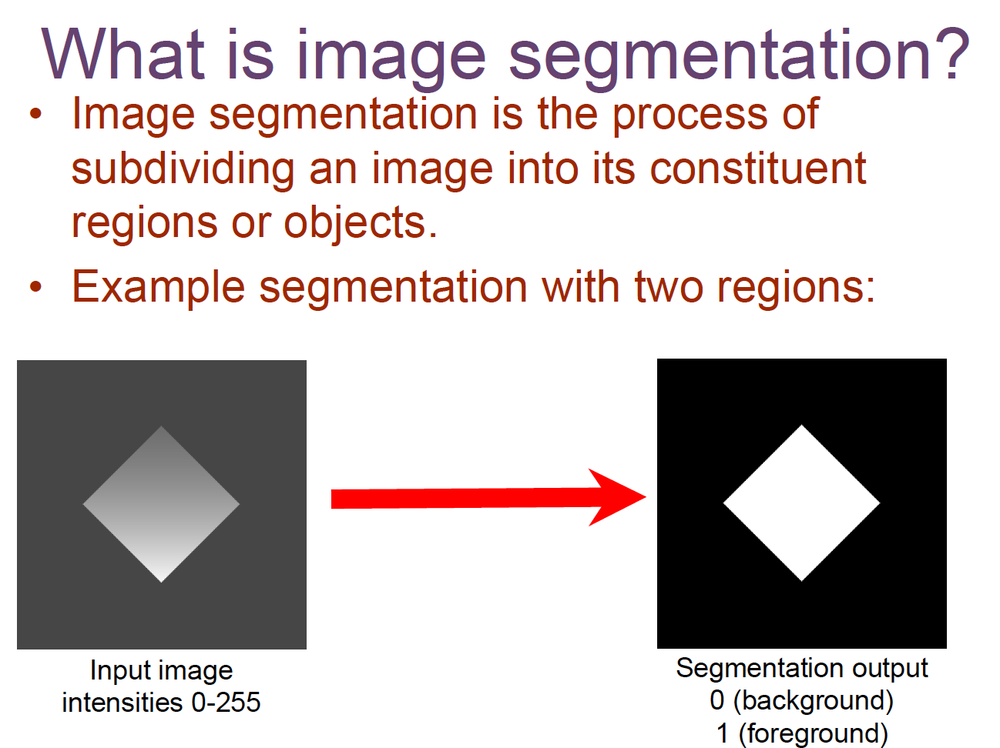 What is image segmentation?
• Image segmentation is the process of
subdividing an image into its constituent
regions or objects.
• Example segmentation with two regions:
Input image
intensities 0-255
Segmentation output
0 (background)
1 (foreground)